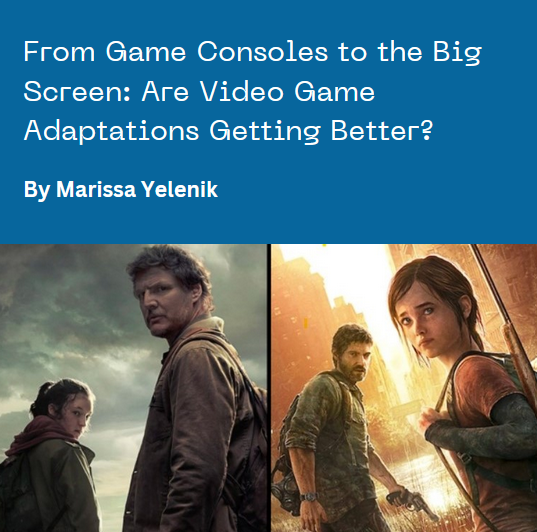 From Game Consoles to the Big
Screen: Are Video Game
Adaptations Getting Better?
By Marissa Yelenik